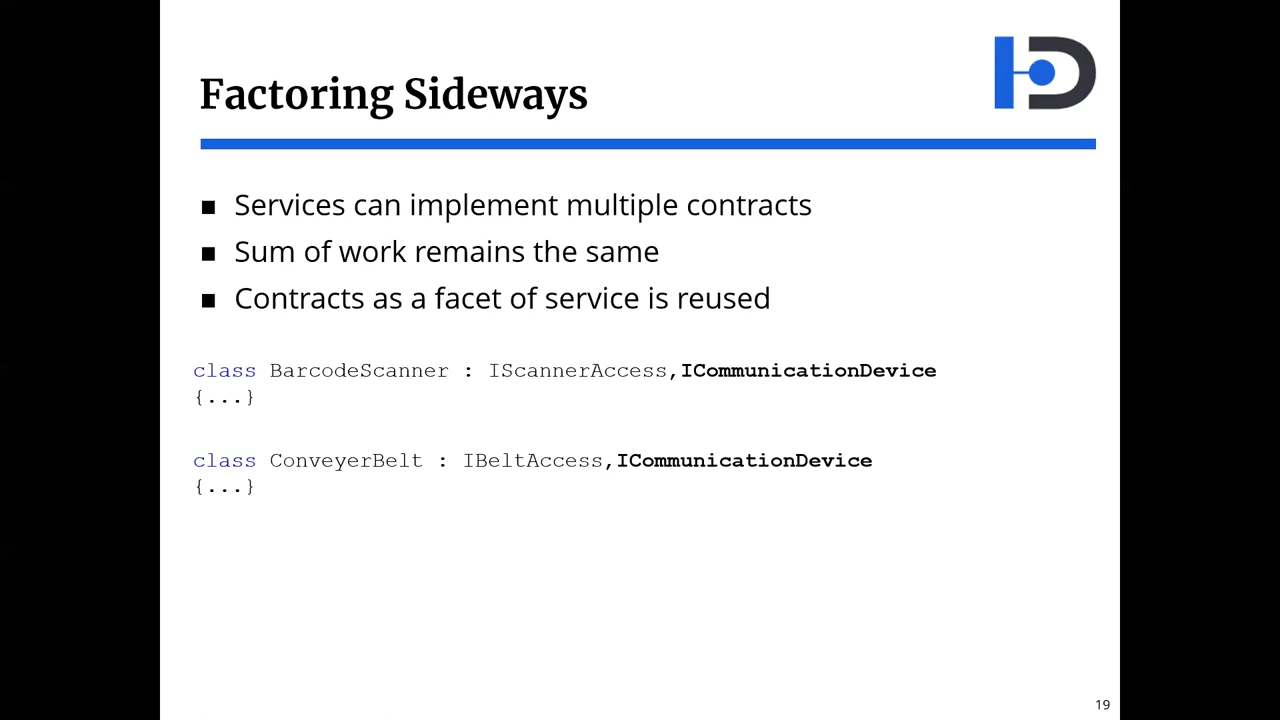 Factoring Sideways
Services can implement multiple contracts
Sum of work remains the same
Contracts as a facet of service is reused
class BarcodeScanner : IScannerAccess,ICommunicationDevice
{...}
class ConveyerBelt : IBeltAccess,ICommunicationDevice
{...}
19